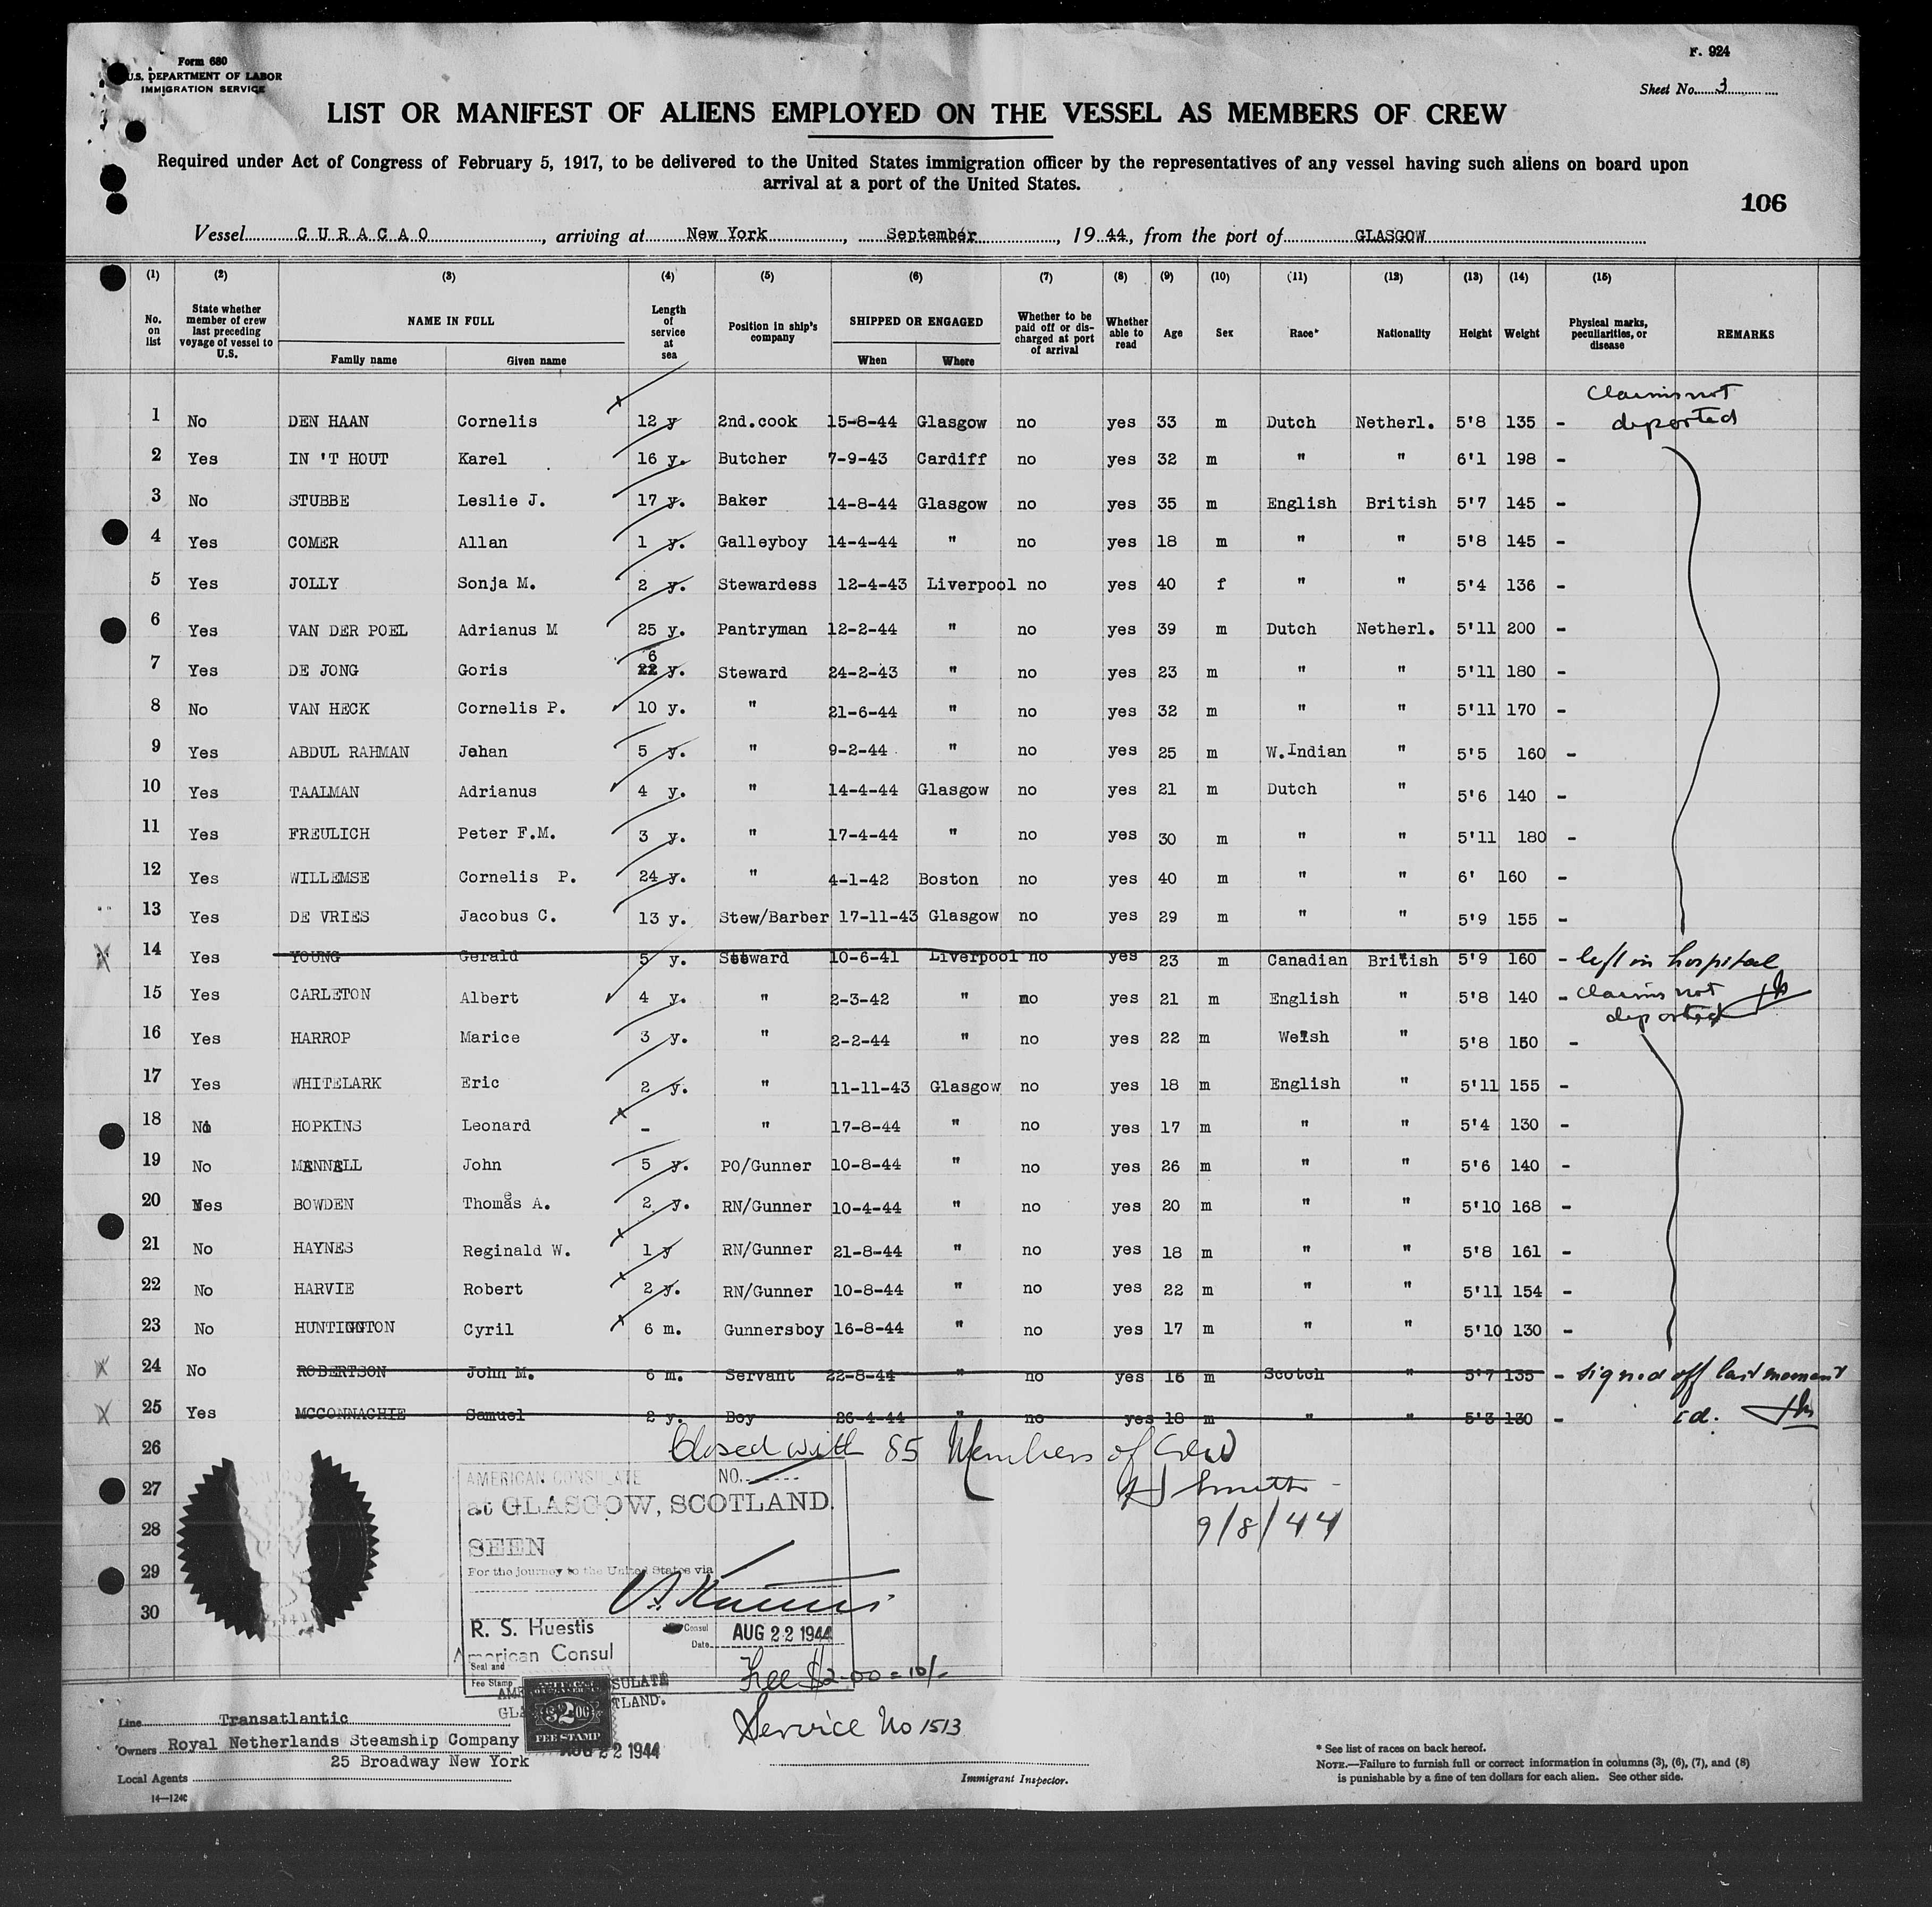 Form 680
U.S. DEPARTMENT OF LABOR
IMMIGRATION SERVICE
F. 924
Sheet No. 3
LIST OR MANIFEST OF ALIENS EMPLOYED ON THE VESSEL AS MEMBERS OF CREW
Required under Act of Congress of February 5, 1917, to be delivered to the United States immigration officer by the representatives of any vessel having such aliens on board upon
arrival at a port of the United States.
106
Vessel CURACAO, arriving at New York, September, 1944, from the port of GLASGOW
(1) (2) (3) (4) (5) (6) (7) (8) (9) (10) (11) (12) (13) (14) (15)
No. on list State whether member of crew last preceding voyage of vessel to U.S. NAME IN FULL Family name Given name Length of service at sea Position in ship's company SHIPPED OR ENGAGED When Where Whether to be paid off or discharged at port of arrival Whether able to read Age Sex Race* Nationality Height Weight Physical marks, peculiarities, or disease REMARKS
1 No DEN HAAN Cornelis 12 y 2nd.cook 15-8-44 Glasgow no yes 33 m Dutch Netherl. 5'8 135 - Claims not deported
2 Yes IN 'T HOUT Karel 16 y. Butcher 7-9-43 Cardiff no yes 32 m " " 6'1 198 -
3 No STUBBE Leslie J. 17 y. Baker 14-8-44 Glasgow no yes 35 m English British 5'7 145 -
4 Yes COMER Allan 1 y. Galleyboy 14-4-44 " no yes 18 m " " 5'8 145 -
5 Yes JOLLY Sonja M. 2 y. Stewardess 12-4-43 Liverpool no yes 40 f " " 5'4 136 -
6 Yes VAN DER POEL Adrianus M 25 y. Pantryman 12-2-44 " no yes 39 m Dutch Netherl. 5'11 200 -
7 Yes DE JONG Goris 6 22 y. Steward 24-2-43 " no yes 23 m " " 5'11 180 -
8 No VAN HECK Cornelis P. 10 y. " 21-6-44 " no yes 32 m " " 5'11 170 -
9 Yes ABDUL RAHMAN Jahan 5 y. " 9-2-44 " no yes 25 m W.Indian " 5'5 160 -
10 Yes TAALMAN Adrianus 4 y. " 14-4-44 Glasgow no yes 21 m Dutch " 5'6 140 -
11 Yes FREULICH Peter F.M. 3 y. " 17-4-44 " no yes 30 m " " 5'11 180 -
12 Yes WILLEMSE Cornelis P. 24 y. " 4-1-42 Boston no yes 40 m " " 6' 160 -
13 Yes DE VRIES Jacobus C. 13 y. Stew/Barber 17-11-43 Glasgow no yes 29 m " " 5'9 155 -
14 Yes YOUNG Gerald 5 y. Steward 10-6-41 Liverpool no yes 23 m Canadian British 5'9 160 - left in hospital
15 Yes CARLETON Albert 4 y. " 2-3-42 " no yes 21 m English " 5'8 140 - Claims not deported
16 Yes HARROP Marice 3 y. " 2-2-44 " no yes 22 m Welsh " 5'8 150 -
17 Yes WHITELARK Eric 2 y. " 11-11-43 Glasgow no yes 18 m English " 5'11 155 -
18 No HOPKINS Leonard - " 17-8-44 " no yes 17 m " " 5'4 130 -
19 No MANNALL John 5 y. PO/Gunner 10-8-44 " no yes 26 m " " 5'6 140 -
20 Yes BOWDEN Thomas A. 2 y. RN/Gunner 10-4-44 " no yes 20 m " " 5'10 168 -
21 No HAYNES Reginald W. 1 y RN/Gunner 21-8-44 " no yes 18 m " " 5'8 161 -
22 No HARVIE Robert 2 y. RN/Gunner 10-8-44 " no yes 22 m " " 5'11 154 -
23 No HUNTINGTON Cyril 6 m. Gunnersboy 16-8-44 " no yes 17 m " " 5'10 130 -
24 No ROBERTSON John M. 6 m. Servant 22-8-44 " no yes 16 m Scotch " 5'7 135 - signed off last moment
25 Yes MCCONNACHIE Samuel 2 y. Boy 26-4-44 " no yes 18 m " " 5'3 130 - id.
26 Closed with 85 Members of Crew
27
28
29
30
H Smith
9/8/44
AMERICAN CONSULATE NO.
at GLASGOW, SCOTLAND.
SEEN
For the journey to the United States via
R. S. Huestis
American Consul
Consul
Date AUG 22 1944
Seal and
Fee Stamp
Fee $2.00 = 10/-
Service No 1513
$2.00
FEE STAMP
AUG 22 1944
Line Transatlantic
Owners Royal Netherlands Steamship Company
25 Broadway New York
Local Agents
14—1240
Immigrant Inspector.
* See list of races on back hereof.
NOTE.—Failure to furnish full or correct information in columns (3), (6), (7), and (8)
is punishable by a fine of ten dollars for each alien. See other side.